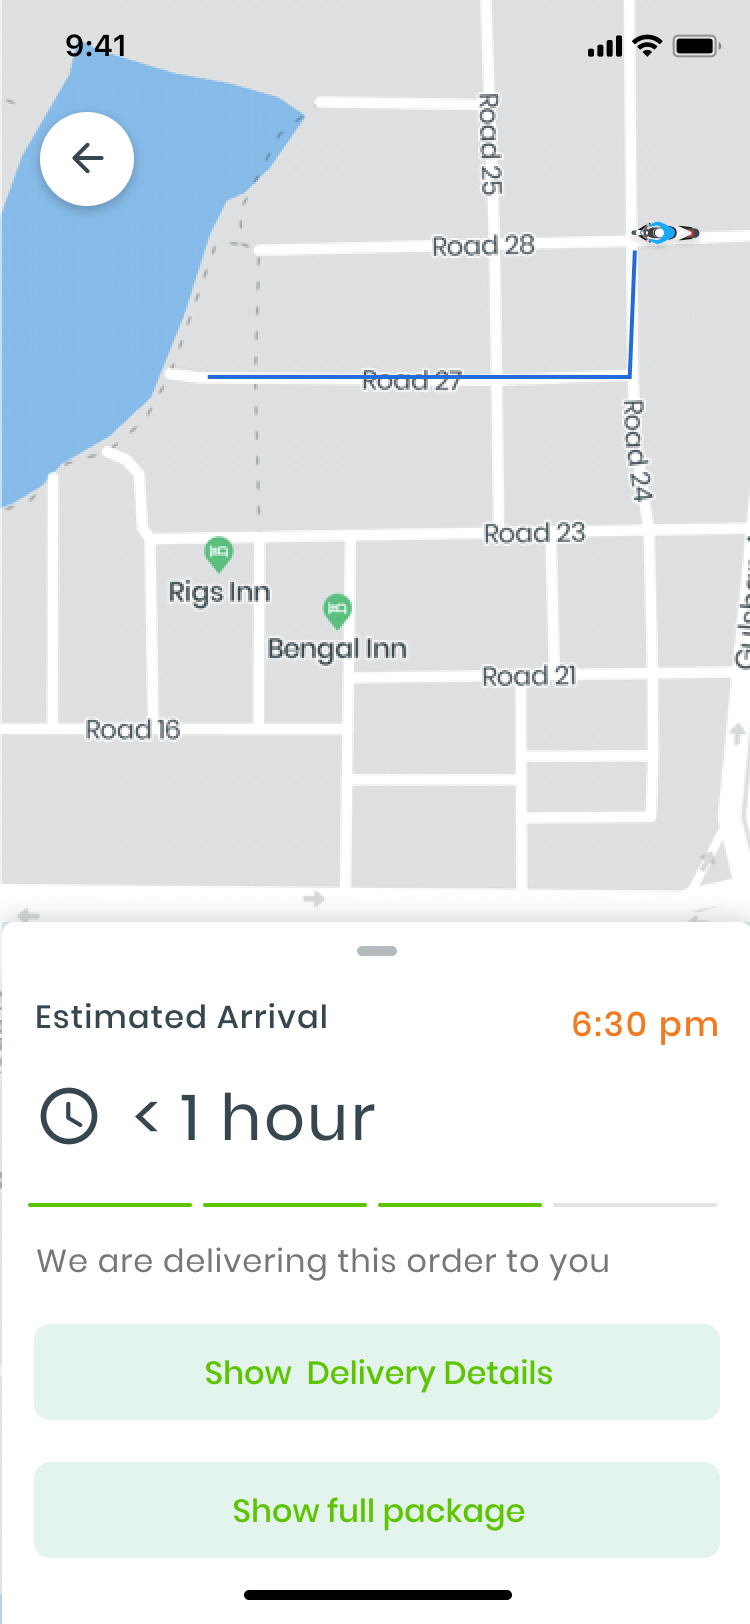 9:41
Road 25
Road 28
Road 27
Road 24
Road 23
Rigs Inn
Bengal Inn
Road 21
Road 16
Estimated Arrival
6:30 pm
< 1 hour
We are delivering this order to you
Show  Delivery Details
Show full package